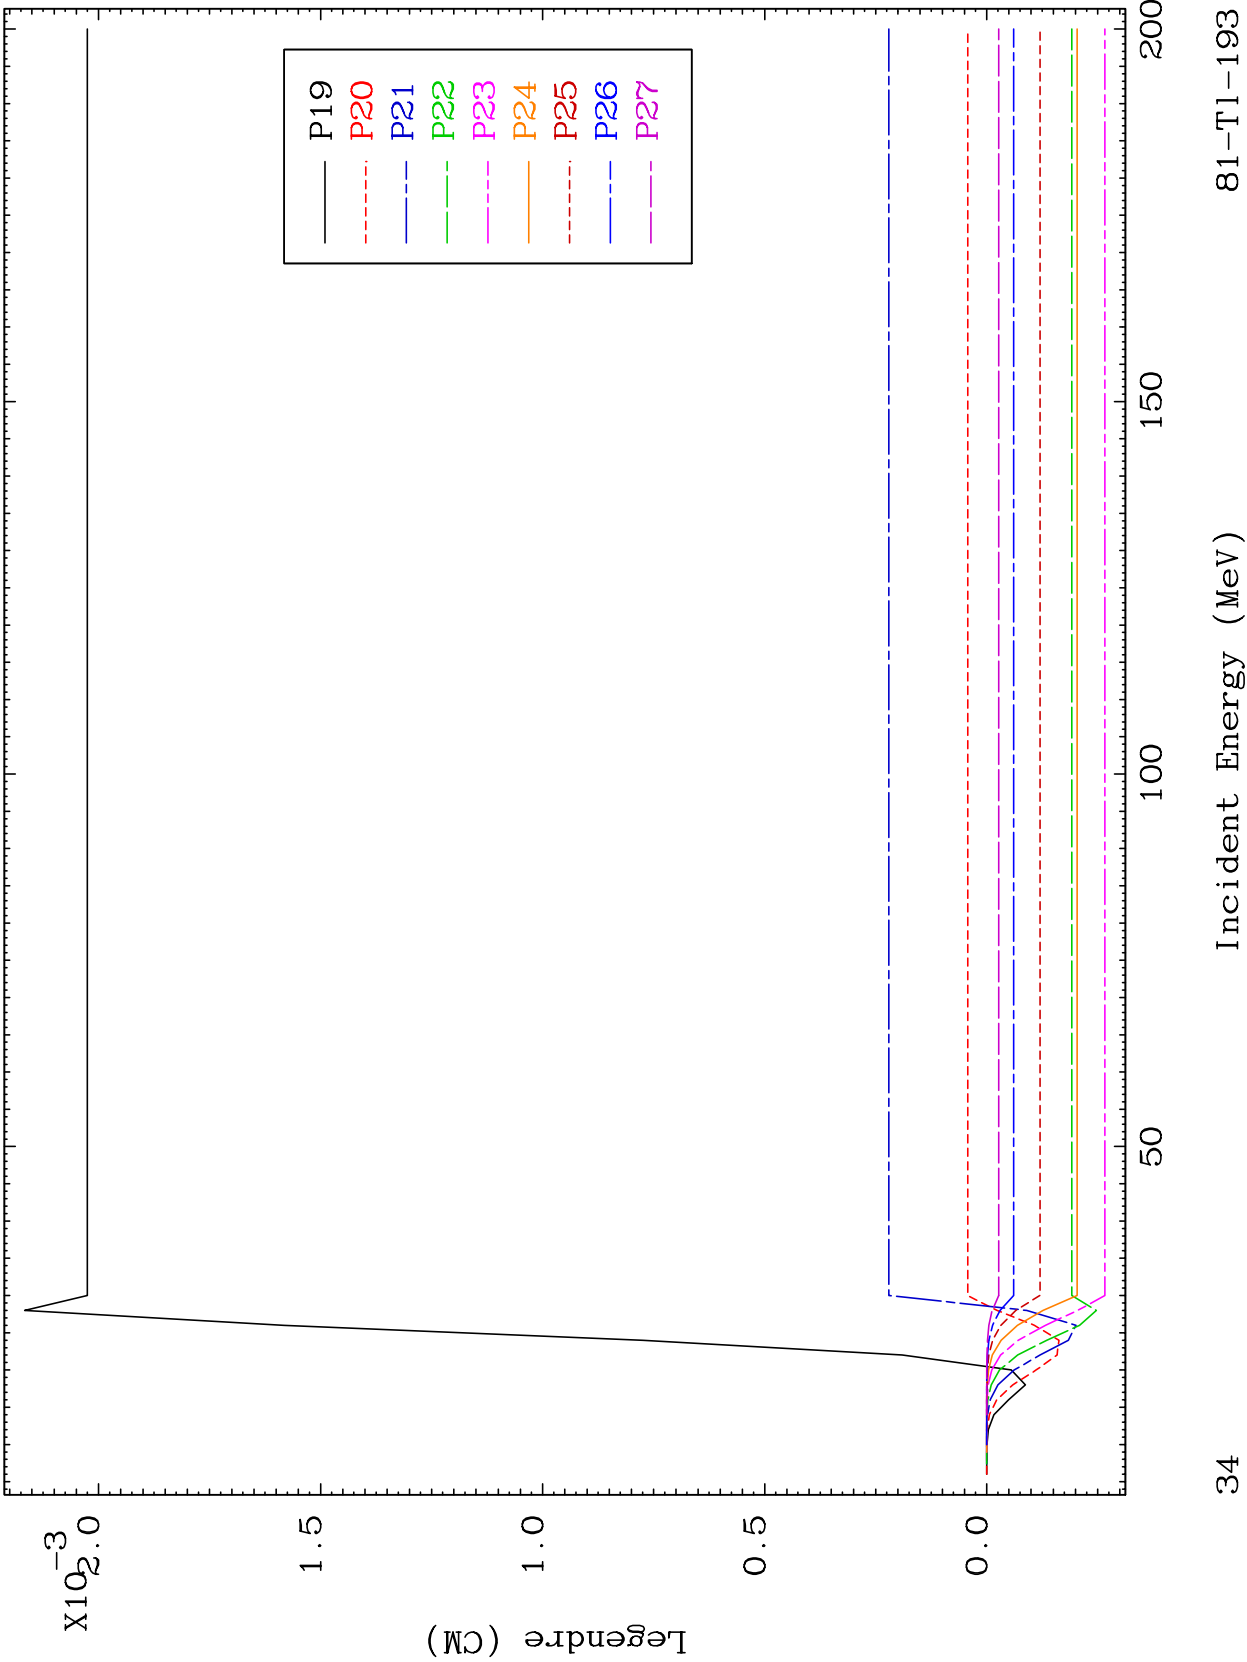 X10-3
2.0
1.5
1.0
0.5
0.0
Legendre (CM)
P19
P20
P21
P22
P23
P24
P25
P26
P27
50
100
150
200
34
Incident Energy (MeV)
81-Tl-193